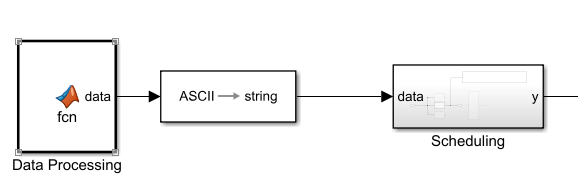 data
fcn
Data Processing
ASCII string
data
y
Scheduling